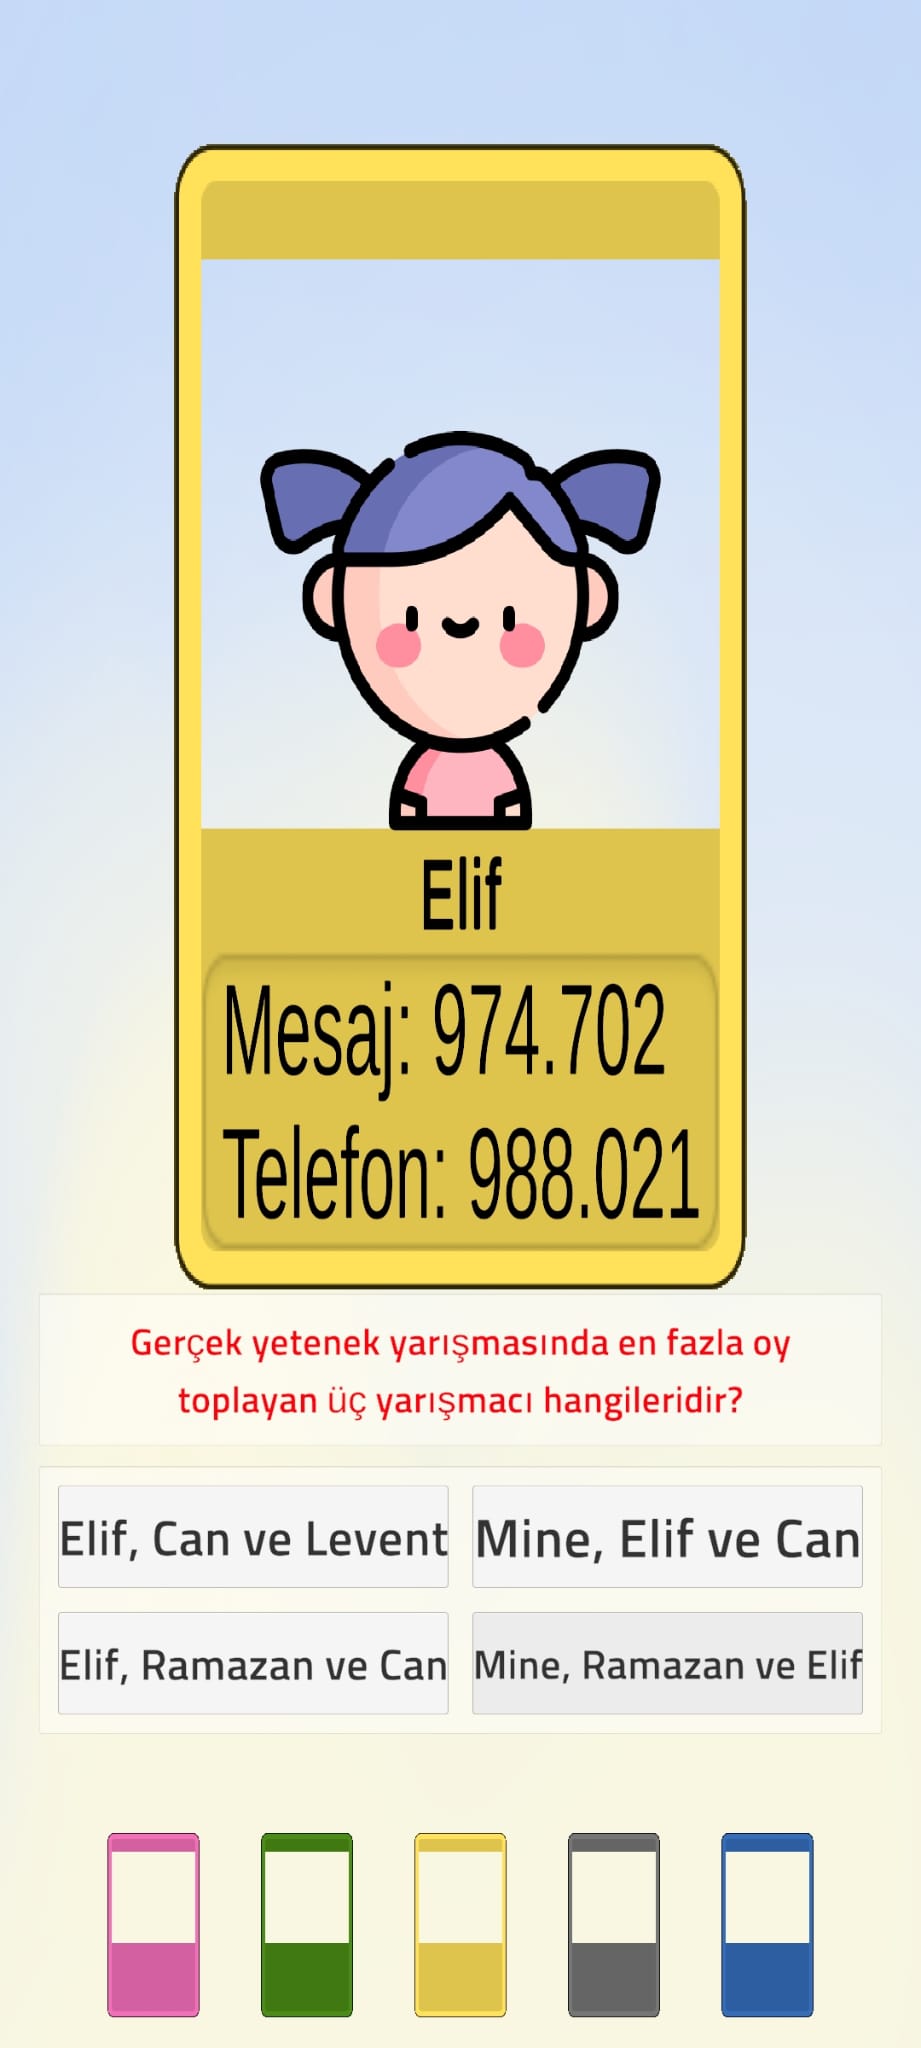 Elif
Mesaj: 974.702
Telefon: 988.021
Gerçek yetenek yarışmasında en fazla oy
toplayan üç yarışmacı hangileridir?
Elif, Can ve Levent
Mine, Elif ve Can
Elif, Ramazan ve Can
Mine, Ramazan ve Elif